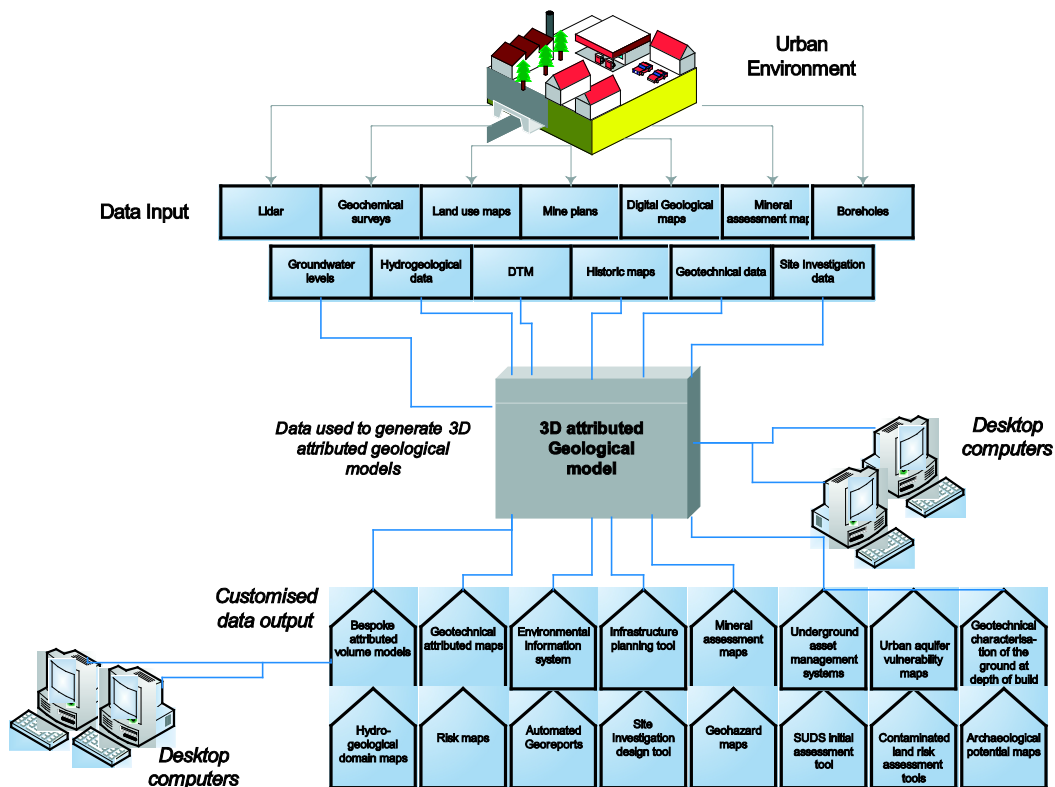 Urban
Environment
Data Input
Lidar
Geochemical
surveys
Land use maps
Mine plans
Digital Geological
maps
Mineral
assessment map
Boreholes
Groundwater
levels
Hydrogeological
data
DTM
Historic maps
Geotechnical data
Site Investigation
data
Data used to generate 3D
attributed geological
models
3D attributed
Geological
model
Desktop
computers
Customised
data output
Bespoke
attributed
volume models
Geotechnical
attributed maps
Environmental
Information
system
Infrastructure
planning tool
Mineral
assessment
maps
Underground
asset
management
systems
Urban aquifer
vulnerability
maps
Geotechnical
characterisa-
tion of the
ground at
depth of build
Hydro-
geological
domain maps
Risk maps
Automated
Georeports
Site
Investigation
design tool
Geohazard
maps
SUDS initial
assessment
tool
Contaminated
land risk
assessment
tools
Archaeological
potential maps
Desktop
computers